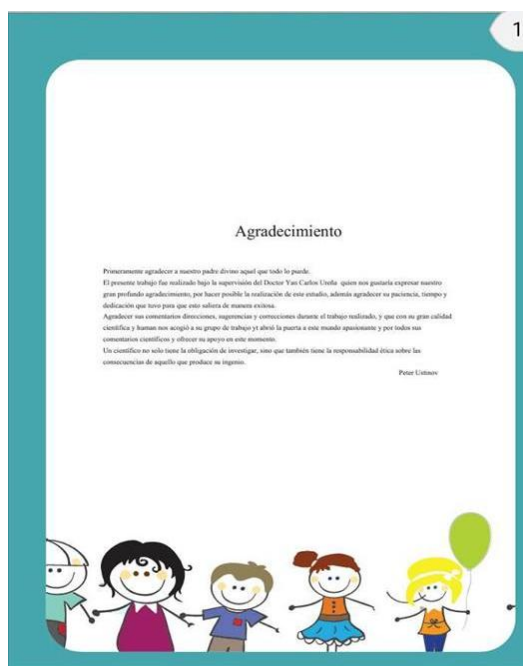 1
Agradecimiento
Primeramente agradecer a nuestro padre divino aquel que todo lo puede.
El presente trabajo fue realizado bajo la supervisión del Doctor Yan Carlos Ureña quien nos gustaría expresar nuestro
gran profundo agradecimiento, por hacer posible la realización de este estudio, además agradecer su paciencia, tiempo y
dedicación que tuvo para que esto saliera de manera exitosa.
Agradecer sus comentarios direcciones, sugerencias y correcciones durante el trabajo realizado, y que con su gran calidad
científica y human nos acogió a su grupo de trabajo yt abrió la puerta a este mundo apasionante y por todos sus
comentarios científicos y ofrecer su apoyo en este momento.
Un científico no solo tiene la obligación de investigar, sino que también tiene la responsabilidad ética sobre las
consecuencias de aquello que produce su ingenio.
Peter Ustinov